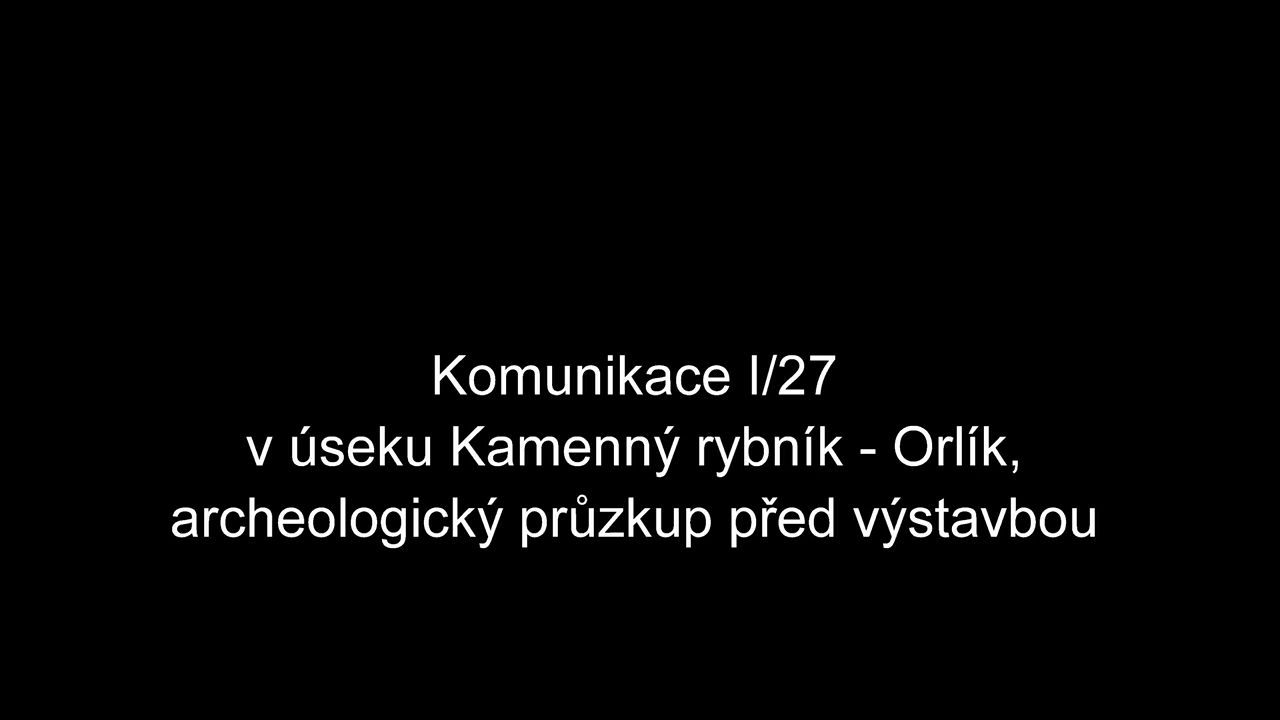 Komunikace I/27
v úseku Kamenný rybník - Orlík,
archeologický průzkup před výstavbou